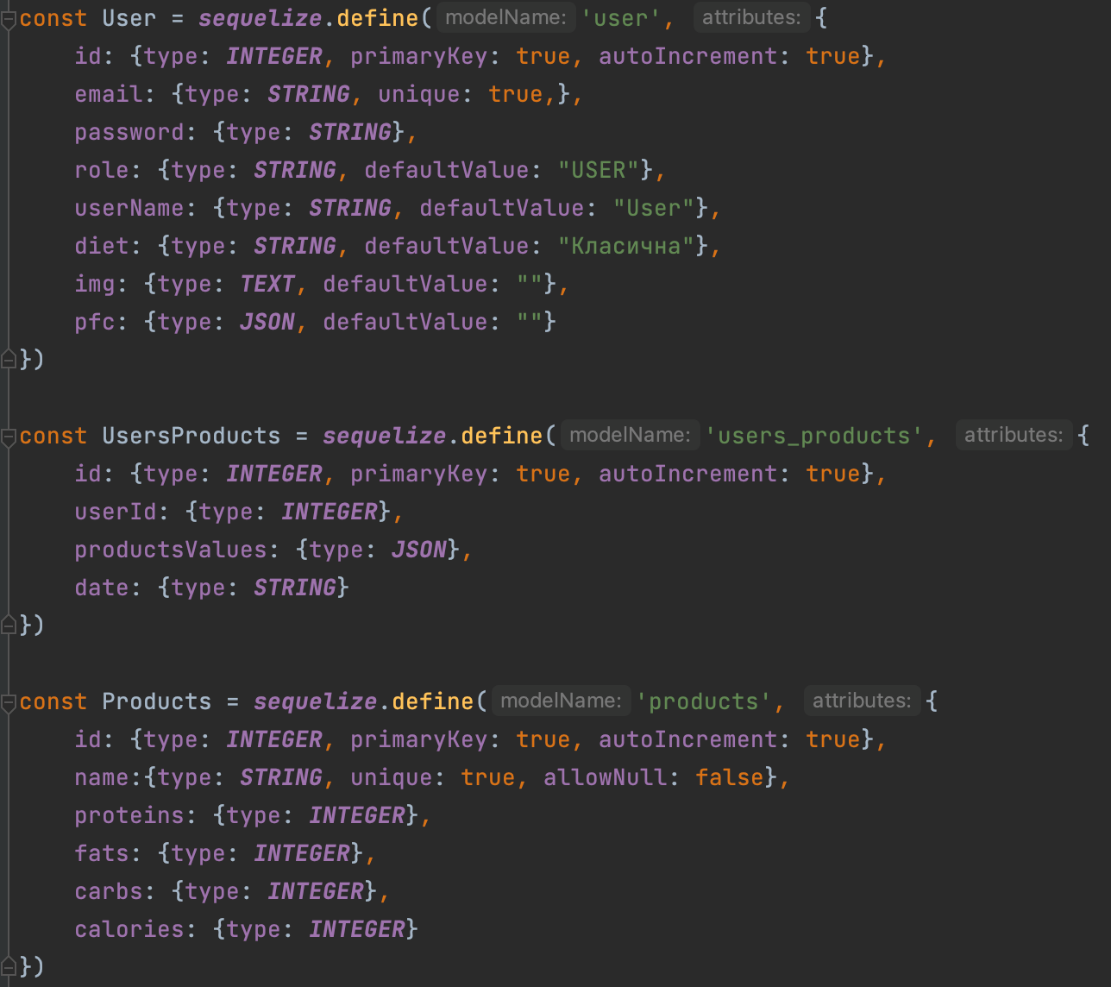 const User = sequelize.define( modelName: 'user', attributes: {
    id: {type: INTEGER, primaryKey: true, autoIncrement: true},
    email: {type: STRING, unique: true,},
    password: {type: STRING},
    role: {type: STRING, defaultValue: "USER"},
    userName: {type: STRING, defaultValue: "User"},
    diet: {type: STRING, defaultValue: "Класична"},
    img: {type: TEXT, defaultValue: ""},
    pfc: {type: JSON, defaultValue: ""}
})

const UsersProducts = sequelize.define( modelName: 'users_products', attributes: {
    id: {type: INTEGER, primaryKey: true, autoIncrement: true},
    userId: {type: INTEGER},
    productsValues: {type: JSON},
    date: {type: STRING}
})

const Products = sequelize.define( modelName: 'products', attributes: {
    id: {type: INTEGER, primaryKey: true, autoIncrement: true},
    name:{type: STRING, unique: true, allowNull: false},
    proteins: {type: INTEGER},
    fats: {type: INTEGER},
    carbs: {type: INTEGER},
    calories: {type: INTEGER}
})